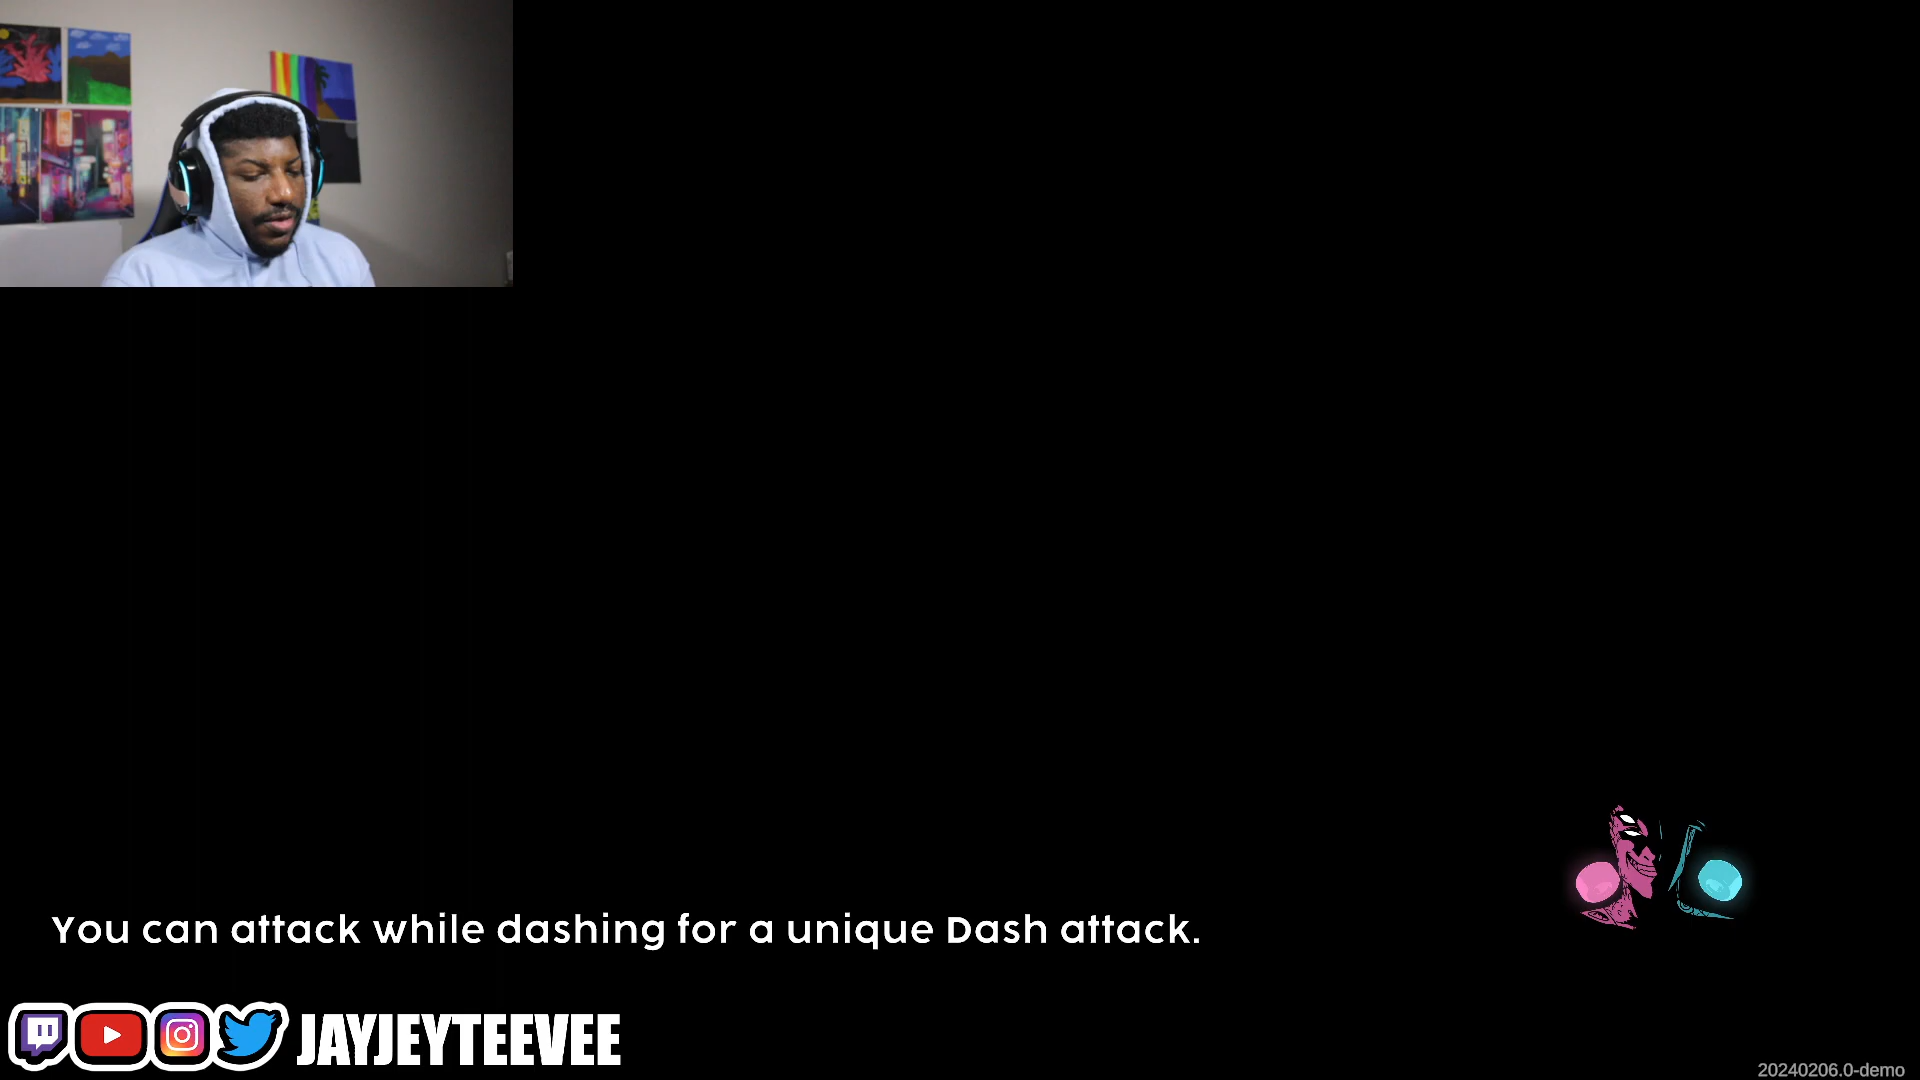 You can attack while dashing for a unique Dash attack.
JAYJEYTEEVEE
20240206.0-demo